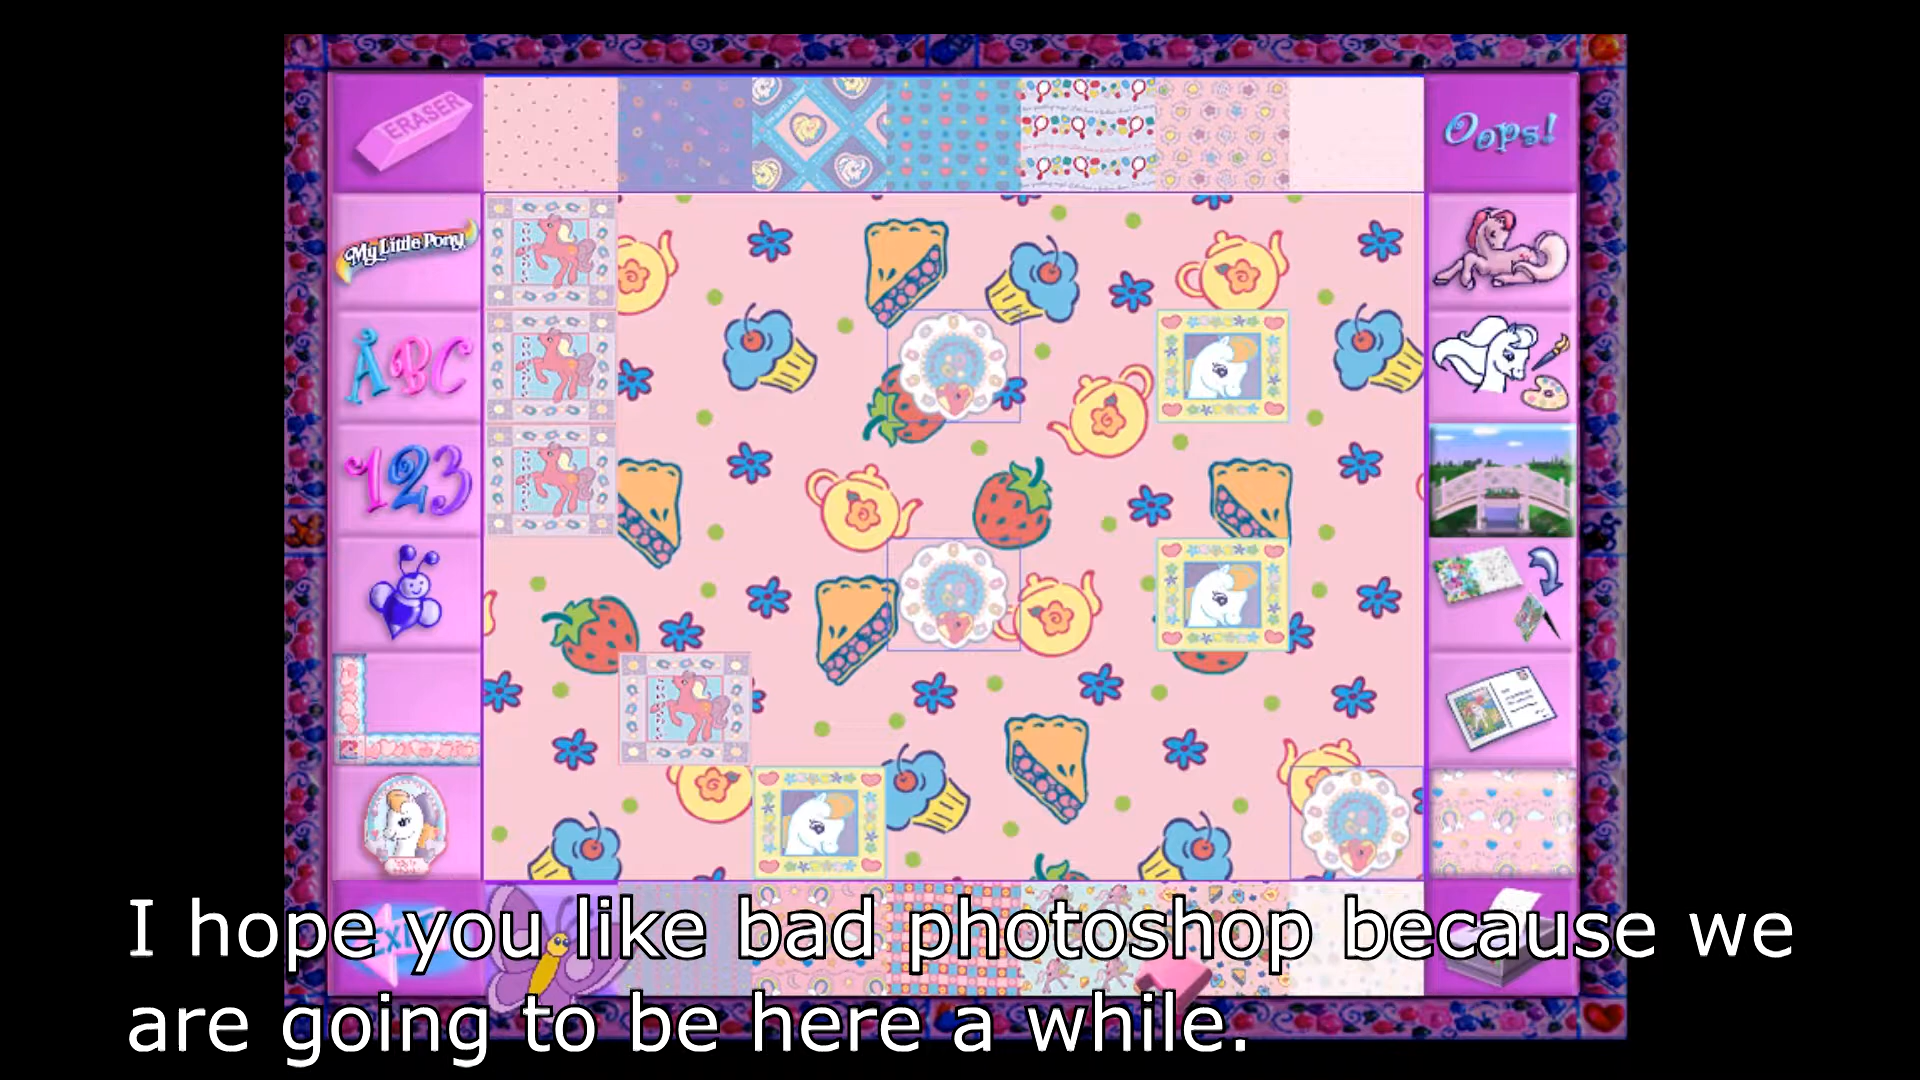 ERASER
Oops!
My Little Pony
ABC
123
I hope you like bad photoshop because we
are going to be here a while.